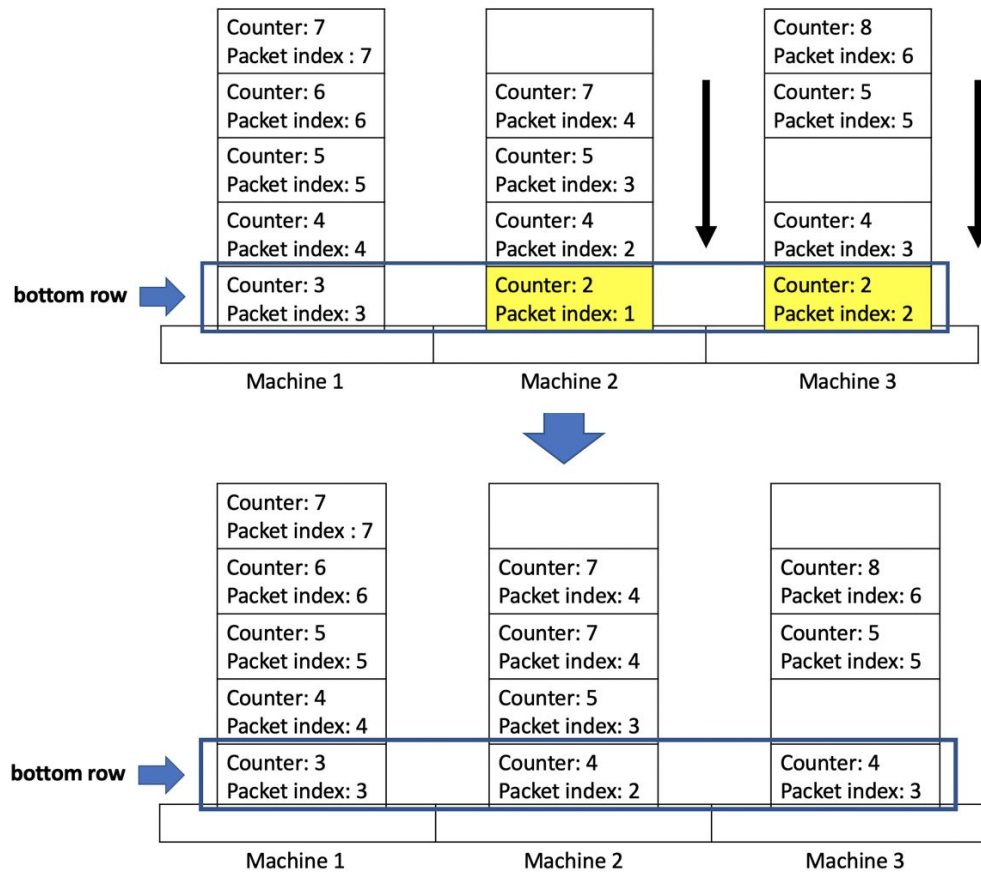 Counter: 7
Packet index : 7
Counter: 6
Packet index: 6
Counter: 5
Packet index: 5
Counter: 4
Packet index: 4
Counter: 3
Packet index: 3
Counter: 7
Packet index: 4
Counter: 5
Packet index: 3
Counter: 4
Packet index: 2
Counter: 2
Packet index: 1
Counter: 8
Packet index: 6
Counter: 5
Packet index: 5
Counter: 4
Packet index: 3
Counter: 2
Packet index: 2
bottom row
Machine 1
Machine 2
Machine 3
Counter: 7
Packet index : 7
Counter: 6
Packet index: 6
Counter: 5
Packet index: 5
Counter: 4
Packet index: 4
Counter: 3
Packet index: 3
Counter: 7
Packet index: 4
Counter: 7
Packet index: 4
Counter: 5
Packet index: 3
Counter: 4
Packet index: 2
Counter: 8
Packet index: 6
Counter: 5
Packet index: 5
Counter: 4
Packet index: 3
bottom row
Machine 1
Machine 2
Machine 3